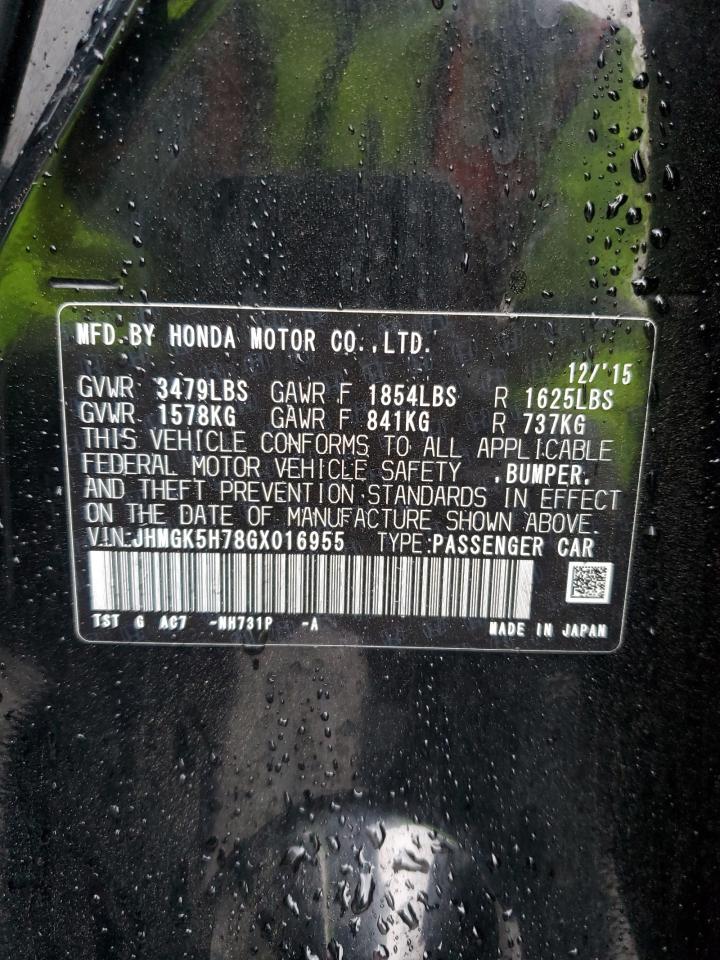 MFD.BY HONDA MOTOR CO.,LTD.
12/'15
GVWR 3479LBS GAWR F 1854LBS R 1625LBS
GVWR 1578KG GAWR F 841KG R 737KG
THIS VEHICLE CONFORMS TO ALL APPLICABLE
FEDERAL MOTOR VEHICLE SAFETY ,BUMPER,
AND THEFT PREVENTION STANDARDS IN EFFECT
ON THE DATE OF MANUFACTURE SHOWN ABOVE.
VIN:JHMGK5H78GX016955 TYPE:PASSENGER CAR
TST G AC7 -NH731P -A
MADE IN JAPAN